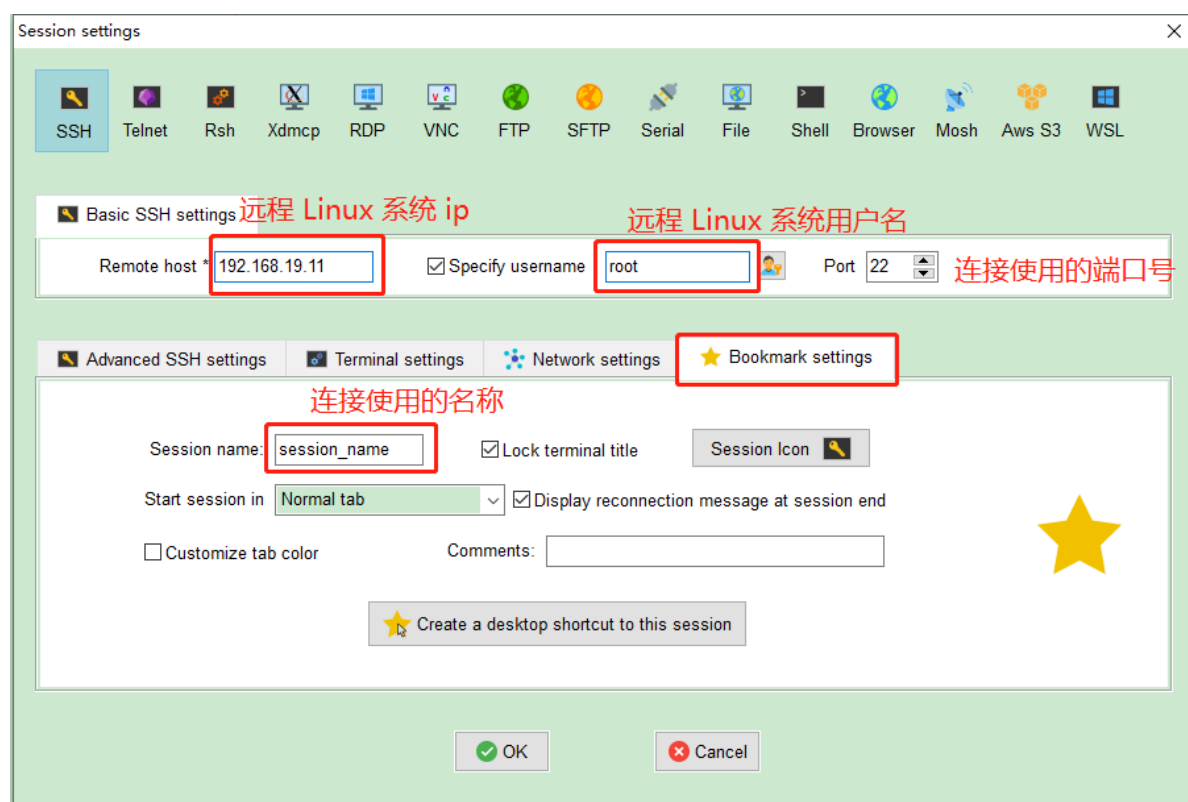 Session settings
SSH Telnet Rsh Xdmcp RDP VNC FTP SFTP Serial File Shell Browser Mosh Aws S3 WSL
Basic SSH settings 远程 Linux 系统 ip 远程 Linux 系统用户名
Remote host * 192.168.19.11 Specify username root Port 22 连接使用的端口号
Advanced SSH settings Terminal settings Network settings Bookmark settings
连接使用的名称
Session name: session_name Lock terminal title Session Icon
Start session in Normal tab Display reconnection message at session end
Customize tab color Comments:
Create a desktop shortcut to this session
OK Cancel